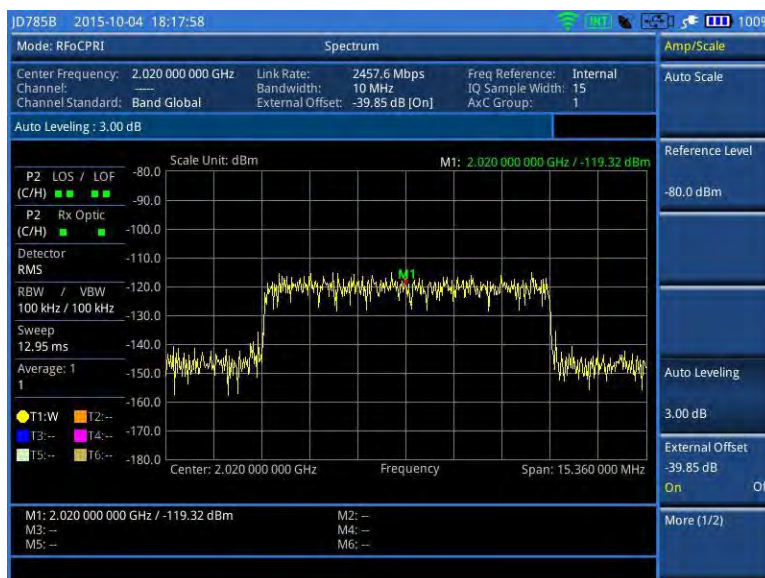 JD785B 2015-10-04 18:17:58 INT 100%
Mode: RFoCPRI Spectrum
Center Frequency: 2.020 000 000 GHz Link Rate: 2457.6 Mbps Freq Reference: Internal
Channel: ---- Bandwidth: 10 MHz IQ Sample Width: 15
Channel Standard: Band Global External Offset: -39.85 dB [On] AxC Group: 1
Auto Leveling : 3.00 dB
P2 LOS / LOF
(C/H)
P2 Rx Optic
(C/H)
Detector
RMS
RBW / VBW
100 kHz / 100 kHz
Sweep
12.95 ms
Average: 1
1
T1:W T2:--
T3:-- T4:--
T5:-- T6:--
Scale Unit: dBm M1: 2.020 000 000 GHz / -119.32 dBm
-80.0
-90.0
-100.0
-110.0
-120.0
-130.0
-140.0
-150.0
-160.0
-170.0
-180.0
M1
Center: 2.020 000 000 GHz Frequency Span: 15.360 000 MHz
M1: 2.020 000 000 GHz / -119.32 dBm M2: --
M3: -- M4: --
M5: -- M6: --
Amp/Scale
Auto Scale
Reference Level
-80.0 dBm
Auto Leveling
3.00 dB
External Offset
-39.85 dB
On Of
More (1/2)